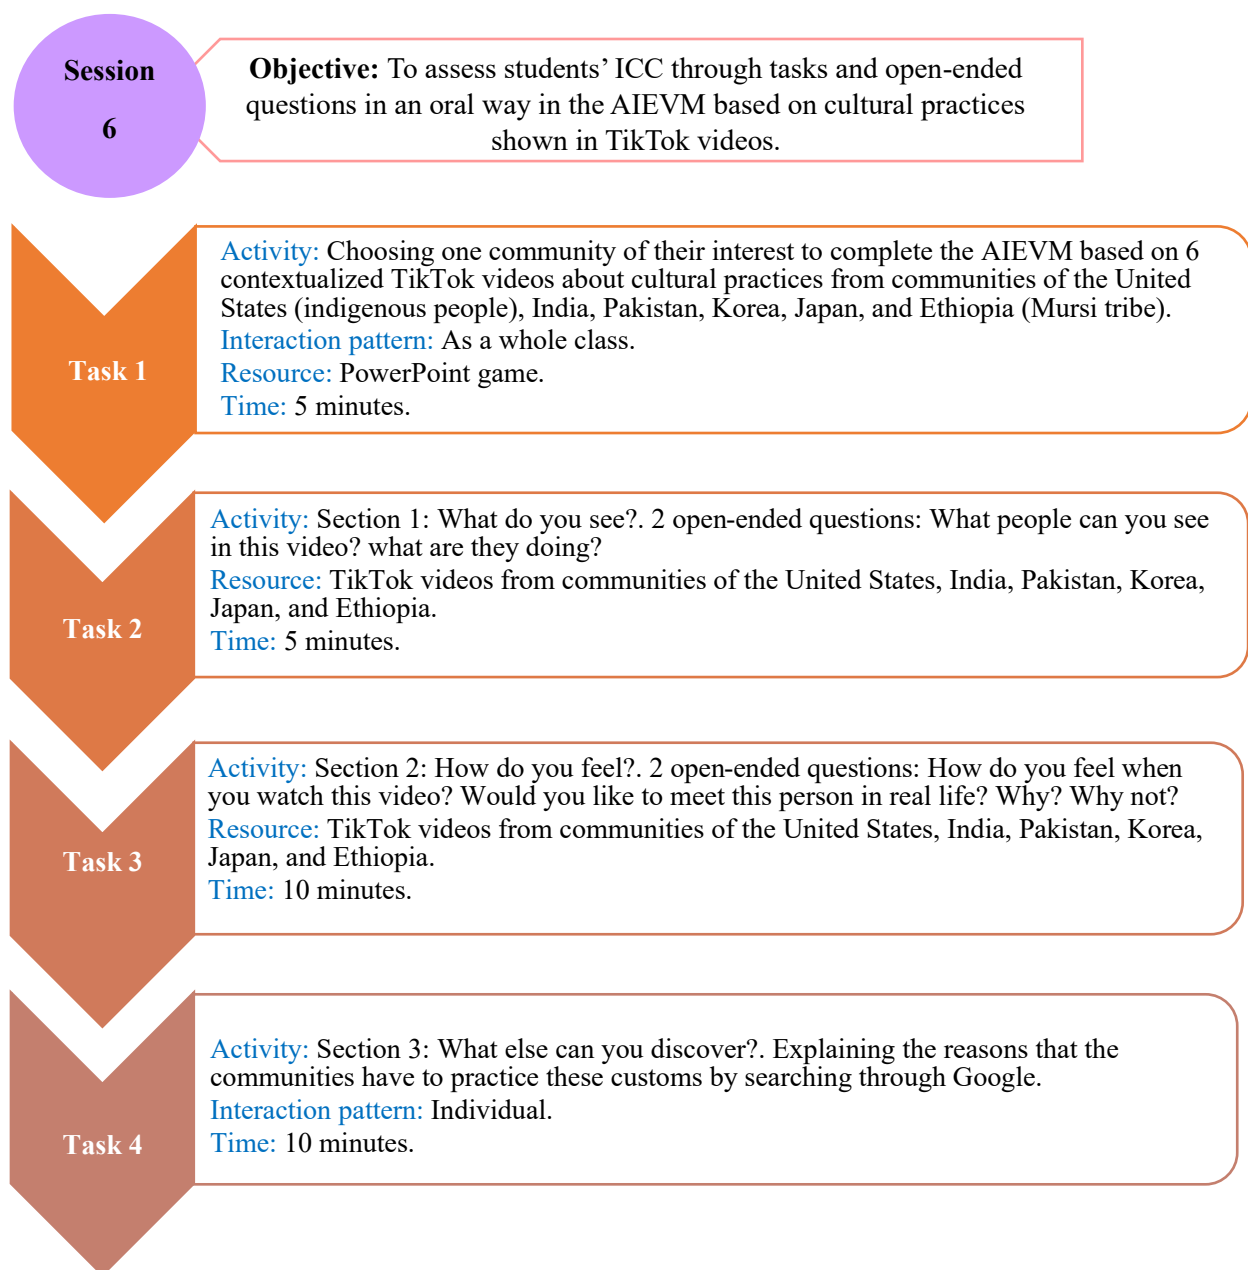 Session
6
Objective: To assess students' ICC through tasks and open-ended
questions in an oral way in the AIEVM based on cultural practices
shown in TikTok videos.
Task 1
Activity: Choosing one community of their interest to complete the AIEVM based on 6
contextualized TikTok videos about cultural practices from communities of the United
States (indigenous people), India, Pakistan, Korea, Japan, and Ethiopia (Mursi tribe).
Interaction pattern: As a whole class.
Resource: PowerPoint game.
Time: 5 minutes.
Task 2
Activity: Section 1: What do you see?. 2 open-ended questions: What people can you see
in this video? what are they doing?
Resource: TikTok videos from communities of the United States, India, Pakistan, Korea,
Japan, and Ethiopia.
Time: 5 minutes.
Task 3
Activity: Section 2: How do you feel?. 2 open-ended questions: How do you feel when
you watch this video? Would you like to meet this person in real life? Why? Why not?
Resource: TikTok videos from communities of the United States, India, Pakistan, Korea,
Japan, and Ethiopia.
Time: 10 minutes.
Task 4
Activity: Section 3: What else can you discover?. Explaining the reasons that the
communities have to practice these customs by searching through Google.
Interaction pattern: Individual.
Time: 10 minutes.